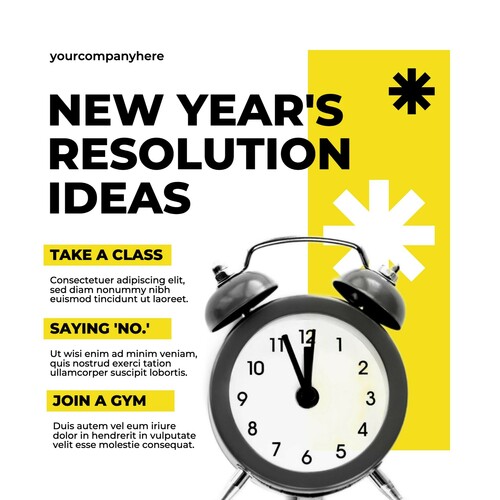 yourcompanyhere
NEW YEAR'S
RESOLUTION
IDEAS
TAKE A CLASS
Consectetuer adipiscing elit,
sed diam nonummy nibh
euismod tincidunt ut laoreet.
SAYING 'NO.'
Ut wisi enim ad minim veniam,
quis nostrud exerci tation
ullamcorper suscipit lobortis.
JOIN A GYM
Duis autem vel eum iriure
dolor in hendrerit in vulputate
velit esse molestie consequat.
11 12 1
10 2
9 3
8 4
7 6 5